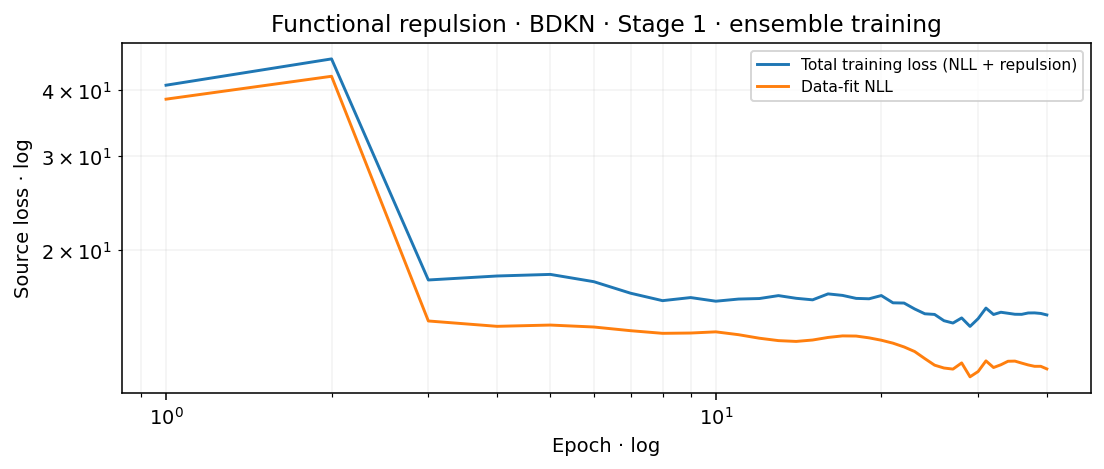 Functional repulsion · BDKN · Stage 1 · ensemble training
Total training loss (NLL + repulsion)
Data-fit NLL
Source loss · log
4 × 10¹
3 × 10¹
2 × 10¹
10⁰
10¹
Epoch · log